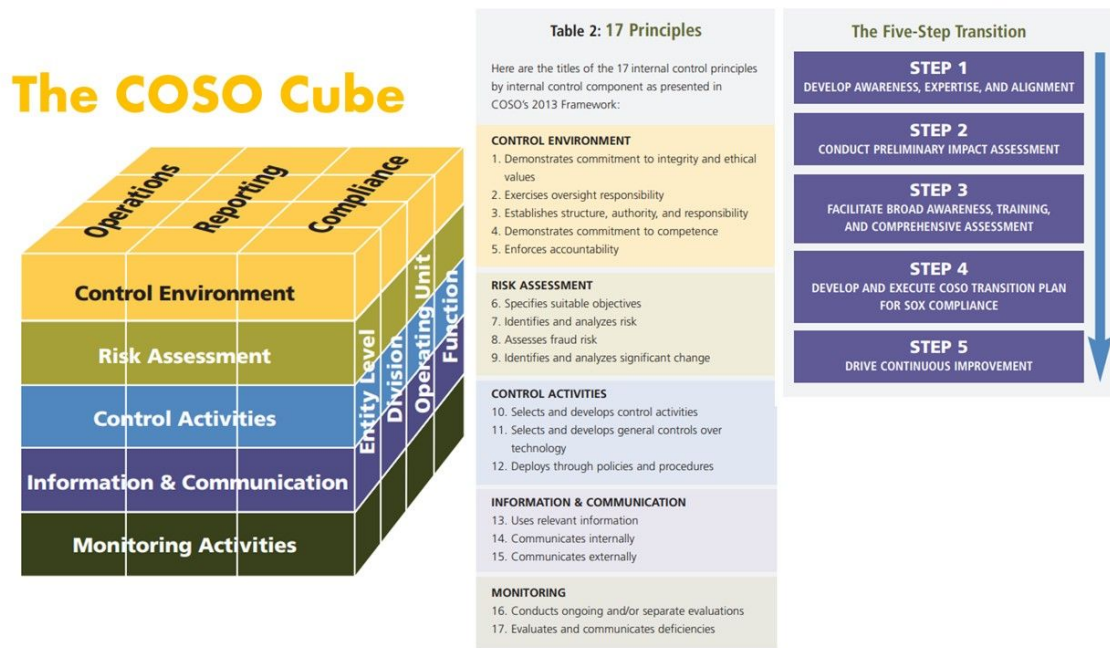 The COSO Cube
Operations
Reporting
Compliance
Control Environment
Risk Assessment
Control Activities
Information & Communication
Monitoring Activities
Entity Level
Division
Operating Unit
Function
Table 2: 17 Principles
Here are the titles of the 17 internal control principles
by internal control component as presented in
COSO's 2013 Framework:
CONTROL ENVIRONMENT
1. Demonstrates commitment to integrity and ethical
values
2. Exercises oversight responsibility
3. Establishes structure, authority, and responsibility
4. Demonstrates commitment to competence
5. Enforces accountability
RISK ASSESSMENT
6. Specifies suitable objectives
7. Identifies and analyzes risk
8. Assesses fraud risk
9. Identifies and analyzes significant change
CONTROL ACTIVITIES
10. Selects and develops control activities
11. Selects and develops general controls over
technology
12. Deploys through policies and procedures
INFORMATION & COMMUNICATION
13. Uses relevant information
14. Communicates internally
15. Communicates externally
MONITORING
16. Conducts ongoing and/or separate evaluations
17. Evaluates and communicates deficiencies
The Five-Step Transition
STEP 1
DEVELOP AWARENESS, EXPERTISE, AND ALIGNMENT
STEP 2
CONDUCT PRELIMINARY IMPACT ASSESSMENT
STEP 3
FACILITATE BROAD AWARENESS, TRAINING,
AND COMPREHENSIVE ASSESSMENT
STEP 4
DEVELOP AND EXECUTE COSO TRANSITION PLAN
FOR SOX COMPLIANCE
STEP 5
DRIVE CONTINUOUS IMPROVEMENT